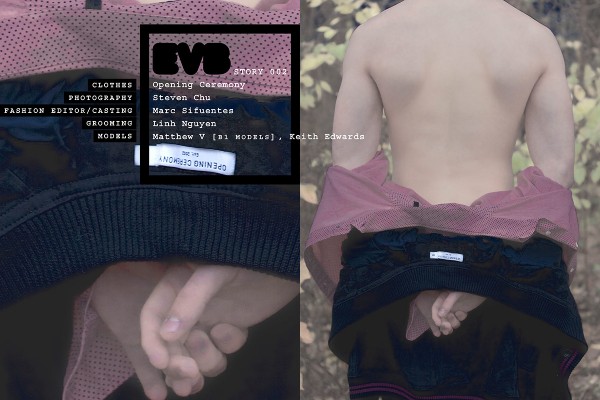 EVB STORY 002
CLOTHES Opening Ceremony
PHOTOGRAPHY Steven Chu
FASHION EDITOR/CASTING Marc Sifuentes
GROOMING Linh Nguyen
MODELS Matthew V [B1 MODELS], Keith Edwards
OPENING CEREMONY